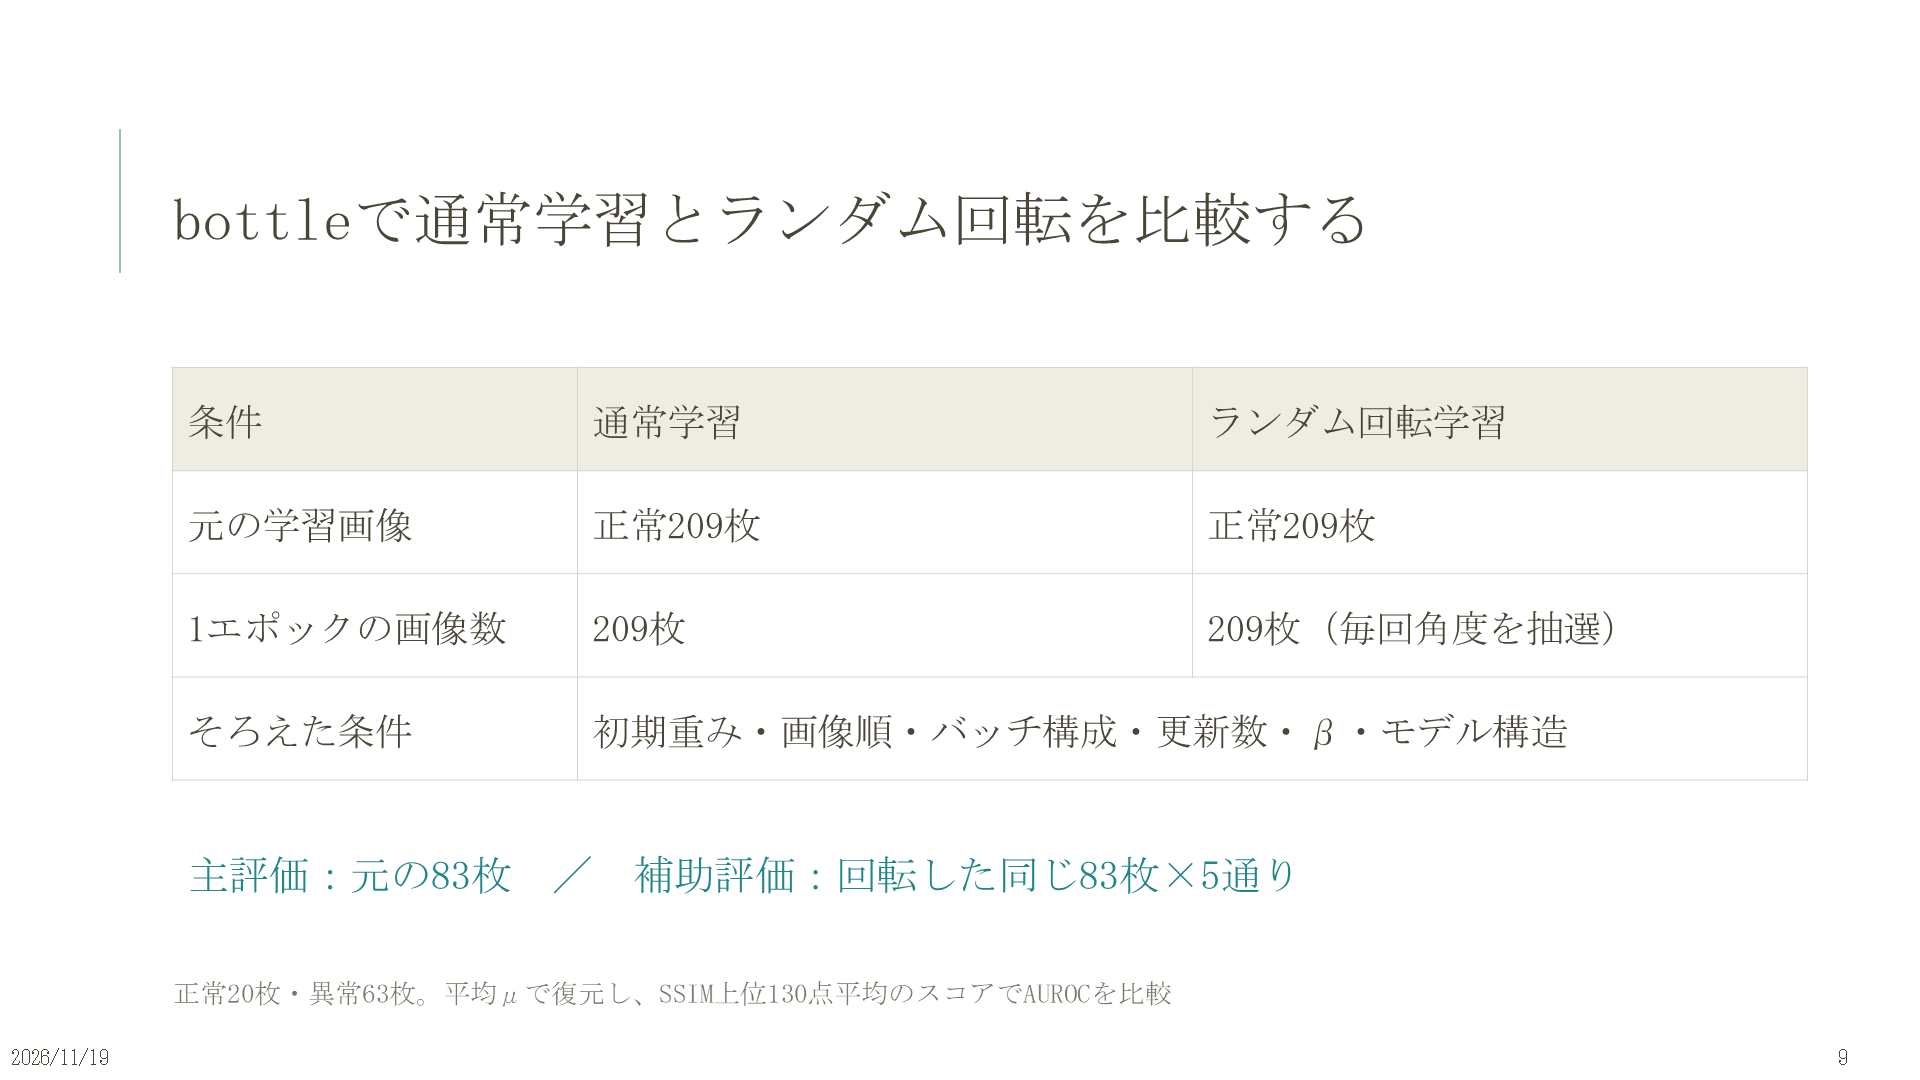 bottleで通常学習とランダム回転を比較する
条件 通常学習 ランダム回転学習
元の学習画像 正常209枚 正常209枚
1エポックの画像数 209枚 209枚（毎回角度を抽選）
そろえた条件 初期重み・画像順・バッチ構成・更新数・β・モデル構造
主評価：元の83枚　／　補助評価：回転した同じ83枚×5通り
正常20枚・異常63枚。平均μで復元し、SSIM上位130点平均のスコアでAUROCを比較
2026/11/19 9